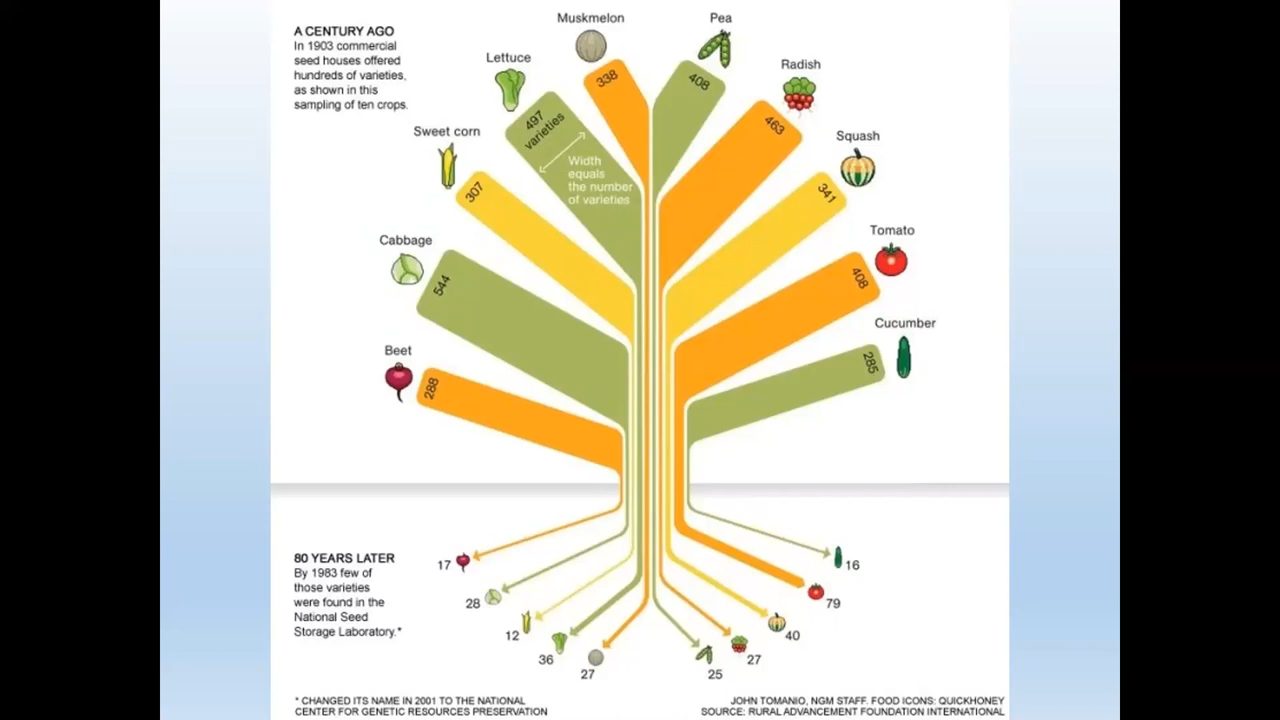 A CENTURY AGO
In 1903 commercial
seed houses offered
hundreds of varieties,
as shown in this
sampling of ten crops.
Muskmelon
338
Pea
408
Lettuce
497
varieties
Width
equals
the number
of varieties
Radish
463
Sweet corn
307
Squash
341
Cabbage
544
Tomato
408
Beet
288
Cucumber
285
80 YEARS LATER
By 1983 few of
those varieties
were found in the
National Seed
Storage Laboratory.*
17
28
12
36
27
25
27
40
79
16
* CHANGED ITS NAME IN 2001 TO THE NATIONAL
CENTER FOR GENETIC RESOURCES PRESERVATION
JOHN TOMANIO, NGM STAFF. FOOD ICONS: QUICKHONEY
SOURCE: RURAL ADVANCEMENT FOUNDATION INTERNATIONAL